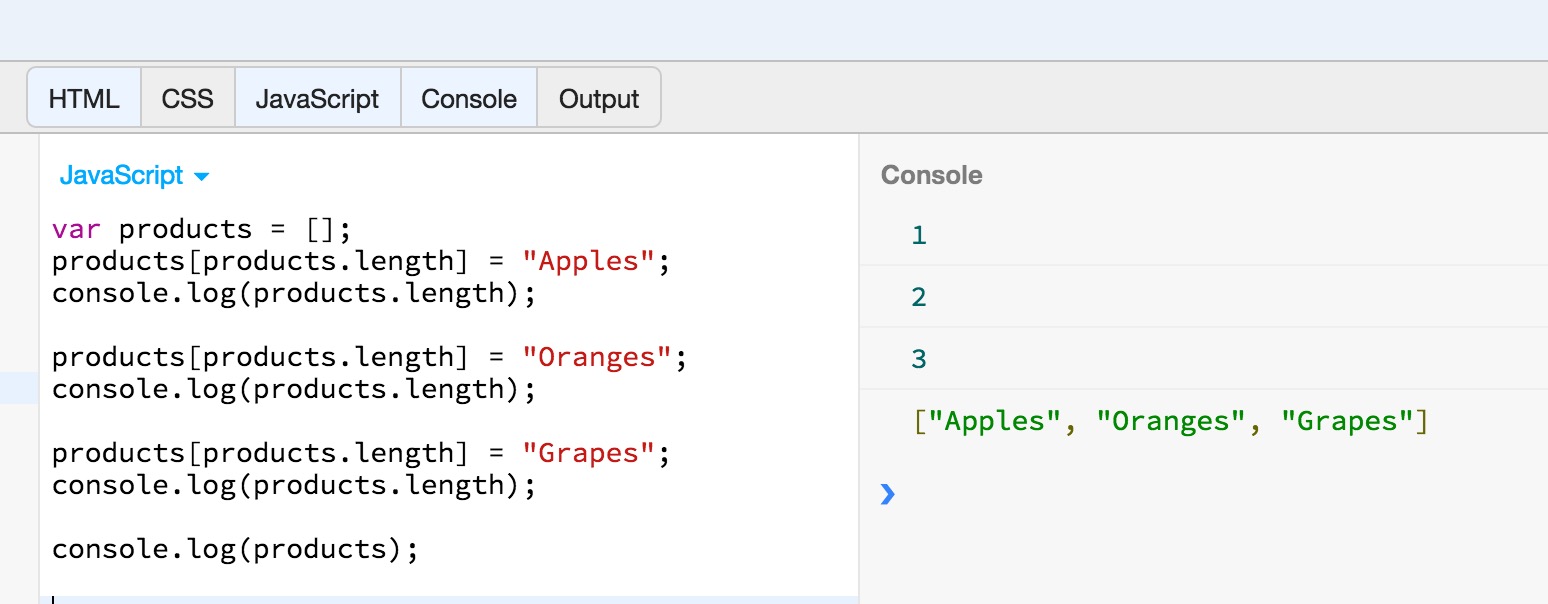 HTML CSS JavaScript Console Output
JavaScript
var products = [];
products[products.length] = "Apples";
console.log(products.length);
products[products.length] = "Oranges";
console.log(products.length);
products[products.length] = "Grapes";
console.log(products.length);
console.log(products);
Console
1
2
3
["Apples", "Oranges", "Grapes"]